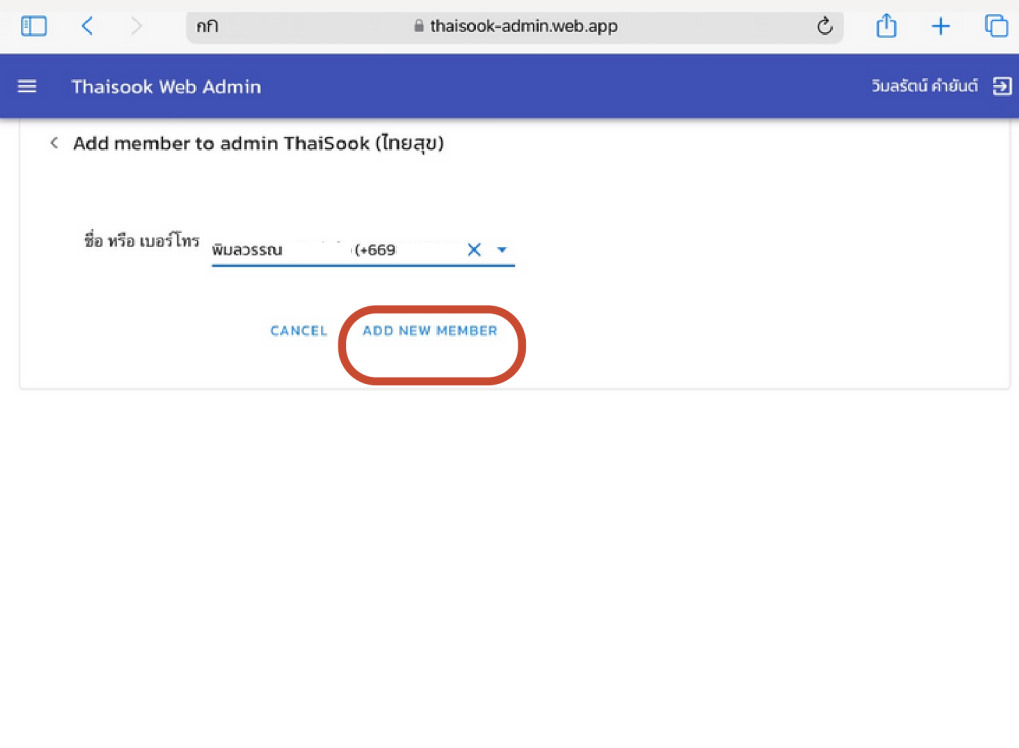 กกิ thaisook-admin.web.app
Thaisook Web Admin วิมลรัตน์ คำยันต์
Add member to admin ThaiSook (ไทยสุข)
ชื่อ หรือ เบอร์โทร พิมลวรรณ (+669
CANCEL ADD NEW MEMBER